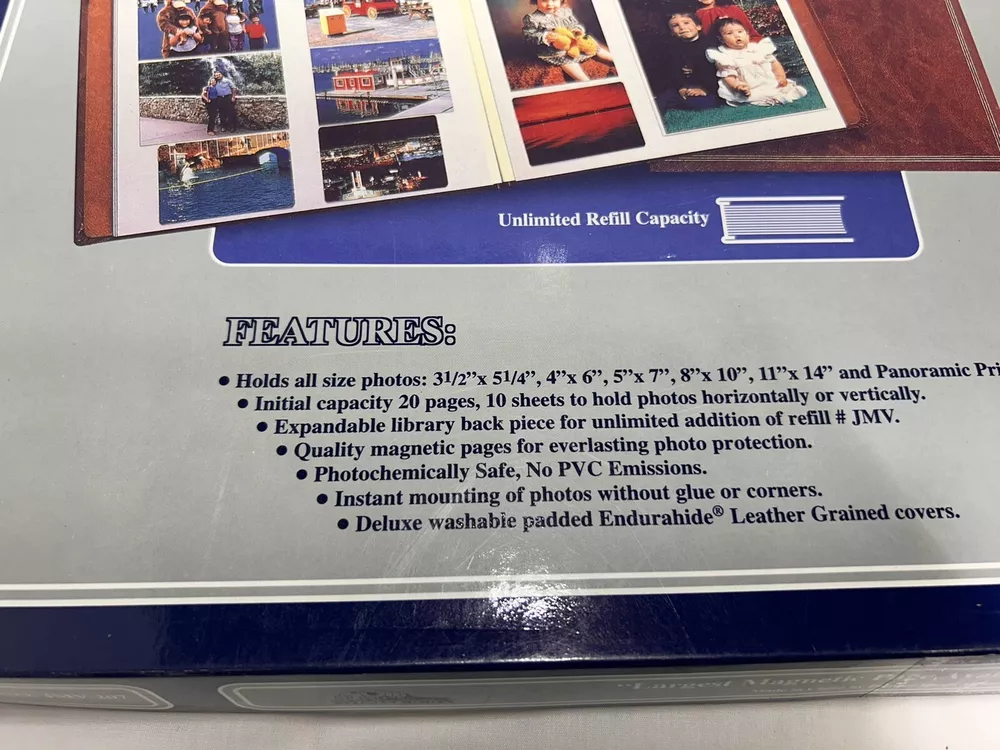 Unlimited Refill Capacity
FEATURES:
• Holds all size photos: 31/2”x 51/4”, 4”x 6”, 5”x 7”, 8”x 10”, 11”x 14” and Panoramic Pri
• Initial capacity 20 pages, 10 sheets to hold photos horizontally or vertically.
• Expandable library back piece for unlimited addition of refill # JMV.
• Quality magnetic pages for everlasting photo protection.
• Photochemically Safe, No PVC Emissions.
• Instant mounting of photos without glue or corners.
• Deluxe washable padded Endurahide® Leather Grained covers.
“Largest Magnetic